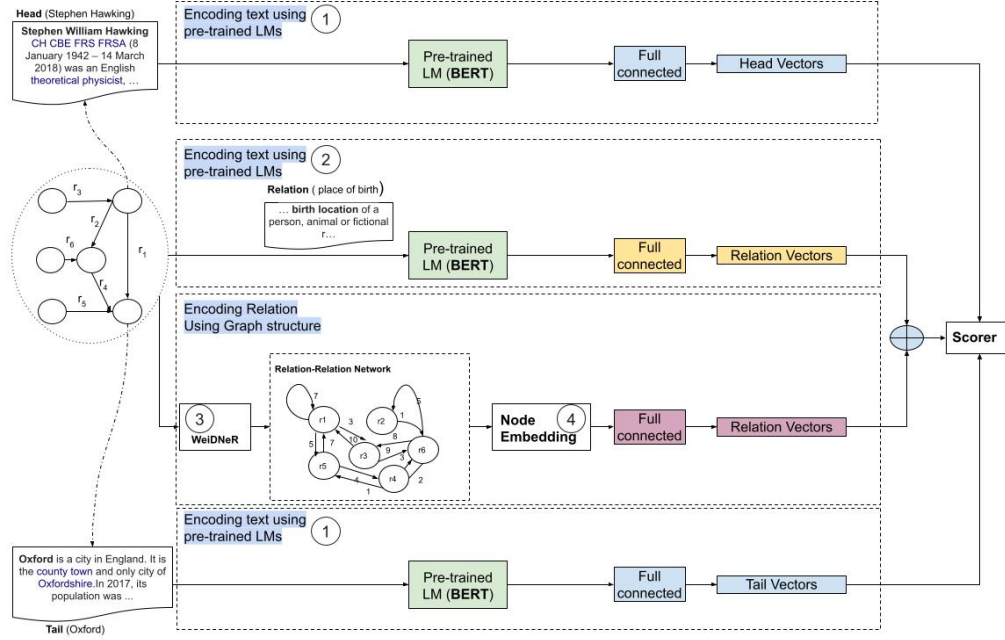 Head (Stephen Hawking)
Stephen William Hawking
CH CBE FRS FRSA (8
January 1942 – 14 March
2018) was an English
theoretical physicist, …
Encoding text using
pre-trained LMs
1
Pre-trained
LM (BERT)
Full
connected
Head Vectors
Encoding text using
pre-trained LMs
2
Relation ( place of birth)
… birth location of a
person, animal or fictional
r…
Pre-trained
LM (BERT)
Full
connected
Relation Vectors
r3
r2
r6
r1
r4
r5
Encoding Relation
Using Graph structure
3
WeiDNeR
Relation-Relation Network
7
5
r1
3
1
r2
10
8
r6
5
7
r3
9
3
r5
4
r4
2
1
Node
Embedding
4
Full
connected
Relation Vectors
Scorer
Encoding text using
pre-trained LMs
1
Oxford is a city in England. It is
the county town and only city of
Oxfordshire.In 2017, its
population was ...
Tail (Oxford)
Pre-trained
LM (BERT)
Full
connected
Tail Vectors